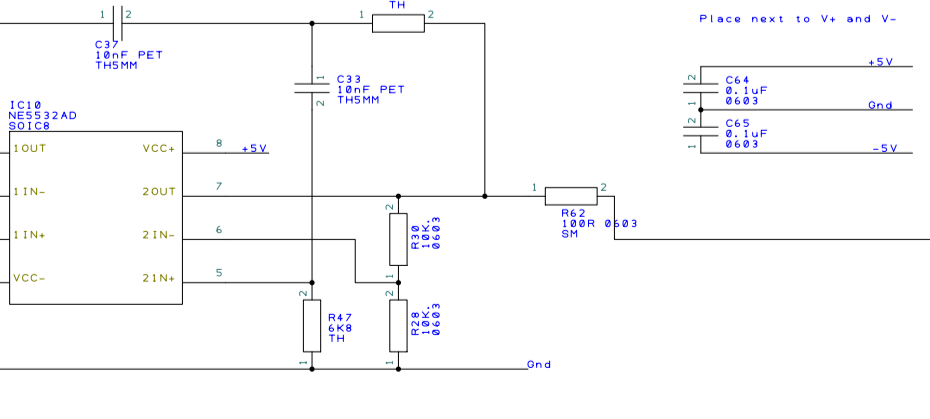 TH
1
2
Place next to V+ and V-
C37
10nF PET
TH5MM
1
2
C33
10nF PET
TH5MM
1
2
+5V
C64
0.1uF
0603
2
1
Gnd
C65
0.1uF
0603
2
1
-5V
IC10
NE5532AD
SOIC8
1OUT
VCC+
8
+5V
1IN-
2OUT
7
1IN+
2IN-
6
VCC-
2IN+
5
1
2
R62
100R 0603
SM
2
R30
10K.
0603
1
2
R47
6K8
TH
1
2
R28
10K.
0603
1
Gnd